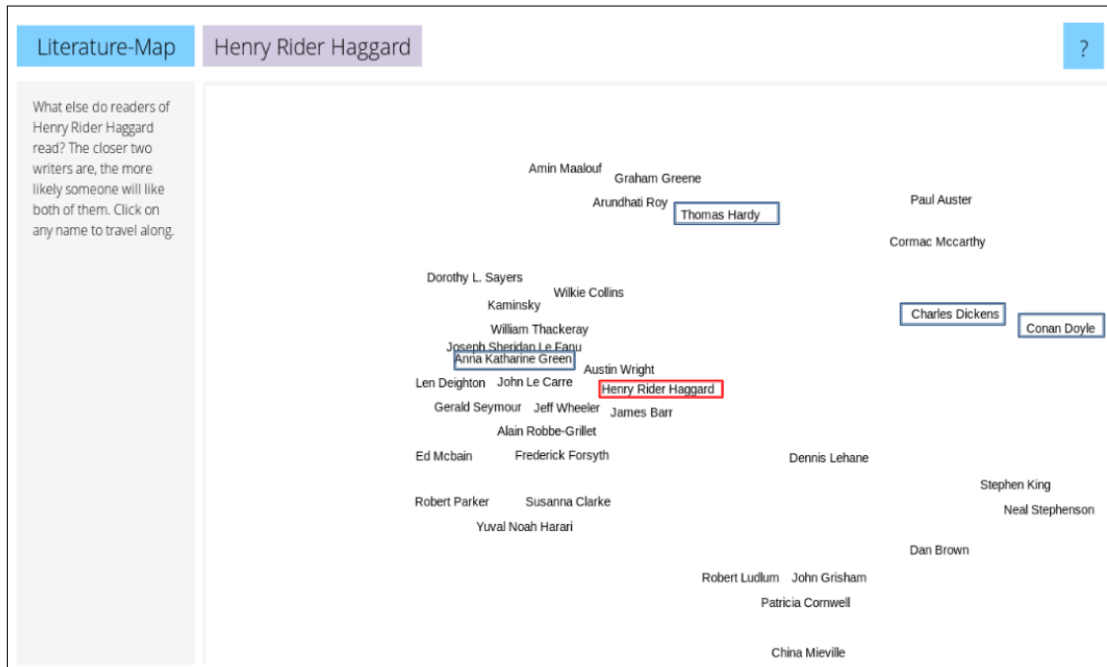 Literature-Map
Henry Rider Haggard
?
What else do readers of
Henry Rider Haggard
read? The closer two
writers are, the more
likely someone will like
both of them. Click on
any name to travel along.
Amin Maalouf
Graham Greene
Arundhati Roy
Thomas Hardy
Paul Auster
Cormac Mccarthy
Dorothy L. Sayers
Wilkie Collins
Kaminsky
Charles Dickens
Conan Doyle
William Thackeray
Joseph Sheridan Le Fanu
Anna Katharine Green
Austin Wright
Len Deighton
John Le Carre
Henry Rider Haggard
Gerald Seymour
Jeff Wheeler
James Barr
Alain Robbe-Grillet
Ed Mcbain
Frederick Forsyth
Dennis Lehane
Stephen King
Robert Parker
Susanna Clarke
Neal Stephenson
Yuval Noah Harari
Dan Brown
Robert Ludlum
John Grisham
Patricia Cornwell
China Mieville